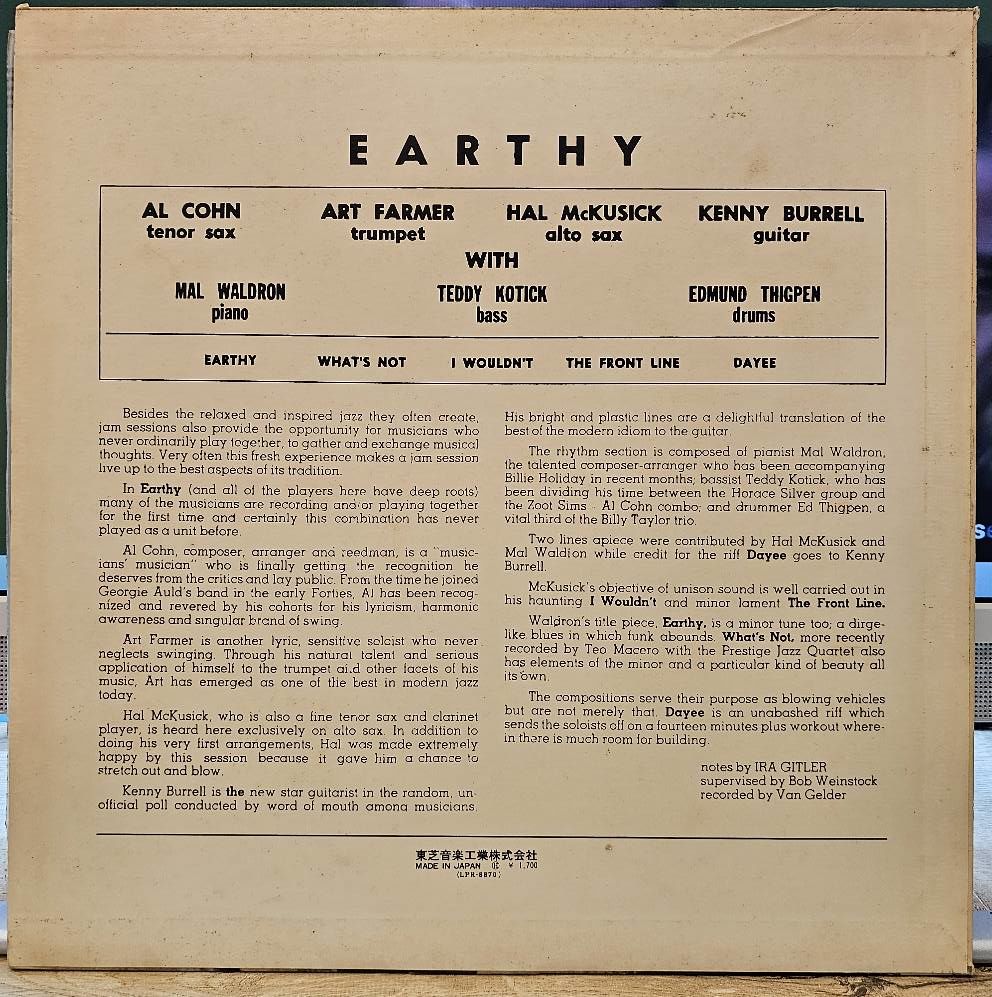 EARTHY
AL COHN ART FARMER HAL McKUSICK KENNY BURRELL
tenor sax trumpet alto sax guitar
WITH
MAL WALDRON TEDDY KOTICK EDMUND THIGPEN
piano bass drums
EARTHY WHAT'S NOT I WOULDN'T THE FRONT LINE DAYEE
Besides the relaxed and inspired jazz they often create,
jam sessions also provide the opportunity for musicians who
never ordinarily play together, to gather and exchange musical
thoughts. Very often this fresh experience makes a jam session
live up to the best aspects of its tradition.
In Earthy (and all of the players here have deep roots)
many of the musicians are recording and/or playing together
for the first time and certainly this combination has never
played as a unit before.
Al Cohn, composer, arranger and reedman, is a "music-
ians' musician" who is finally getting the recognition he
deserves from the critics and lay public. From the time he joined
Georgie Auld's band in the early Forties, Al has been recog-
nized and revered by his cohorts for his lyricism, harmonic
awareness and singular brand of swing.
Art Farmer is another lyric, sensitive soloist who never
neglects swinging. Through his natural talent and serious
application of himself to the trumpet and other facets of his
music, Art has emerged as one of the best in modern jazz
today.
Hal McKusick, who is also a fine tenor sax and clarinet
player, is heard here exclusively on alto sax. In addition to
doing his very first arrangements, Hal was made extremely
happy by this session because it gave him a chance to
stretch out and blow.
Kenny Burrell is the new star guitarist in the random, un-
official poll conducted by word of mouth among musicians.
His bright and plastic lines are a delightful translation of the
best of the modern idiom to the guitar.
The rhythm section is composed of pianist Mal Waldron,
the talented composer-arranger who has been accompanying
Billie Holiday in recent months; bassist Teddy Kotick, who has
been dividing his time between the Horace Silver group and
the Zoot Sims - Al Cohn combo; and drummer Ed Thigpen, a
vital third of the Billy Taylor trio.
Two lines apiece were contributed by Hal McKusick and
Mal Waldron while credit for the riff Dayee goes to Kenny
Burrell.
McKusick's objective of unison sound is well carried out in
his haunting I Wouldn't and minor lament The Front Line.
Waldron's title piece, Earthy, is a minor tune too; a dirge-
like blues in which funk abounds. What's Not, more recently
recorded by Teo Macero with the Prestige Jazz Quartet also
has elements of the minor and a particular kind of beauty all
its own.
The compositions serve their purpose as blowing vehicles
but are not merely that. Dayee is an unabashed riff which
sends the soloists off on a fourteen minutes plus workout where-
in there is much room for building.
notes by IRA GITLER
supervised by Bob Weinstock
recorded by Van Gelder
東芝音楽工業株式会社
MADE IN JAPAN ¥ 1,700
(LPR-8870)